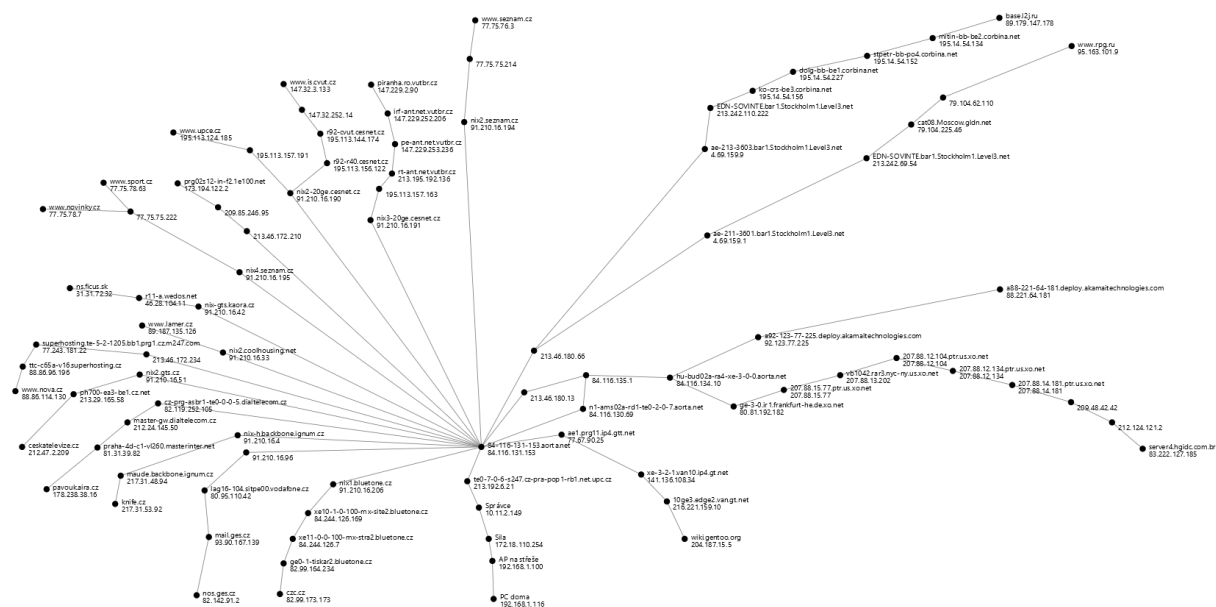 www.seznam.cz
77.75.76.3
77.75.75.214
nix2.seznam.cz
91.210.16.194
base.l2j.ru
89.179.147.178
mitin-bb-be2.corbina.net
195.14.54.134
stpetr-bb-po4.corbina.net
195.14.54.152
dolg-bb-be1.corbina.net
195.14.54.227
ko-crs-be3.corbina.net
195.14.54.156
EDN-SOVINTE.bar1.Stockholm1.Level3.net
213.242.110.222
ae-213-3603.bar1.Stockholm1.Level3.net
4.69.159.9
www.rpg.ru
95.163.101.9
79.104.62.110
cat08.Moscow.gldn.net
79.104.225.46
EDN-SOVINTE.bar1.Stockholm1.Level3.net
213.242.69.54
ae-211-3601.bar1.Stockholm1.Level3.net
4.69.159.1
www.is.cvut.cz
147.32.3.133
147.32.252.14
r92-cvut.cesnet.cz
195.113.144.174
r92-r40.cesnet.cz
195.113.156.122
nix2-20ge.cesnet.cz
91.210.16.190
piranha.ro.vutbr.cz
147.229.2.90
irf-ant.net.vutbr.cz
147.229.252.206
pe-ant.net.vutbr.cz
147.229.253.236
rt-ant.net.vutbr.cz
213.195.192.136
195.113.157.163
nix3-20ge.cesnet.cz
91.210.16.191
www.upce.cz
195.113.124.185
195.113.157.191
www.sport.cz
77.75.78.63
www.novinky.cz
77.75.78.7
77.75.75.222
prg02s12-in-f2.1e100.net
173.194.122.2
209.85.246.95
213.46.172.210
nix4.seznam.cz
91.210.16.195
ns.ficus.sk
31.31.72.32
r11-a.wedos.net
46.28.104.11
nix-gts.kaora.cz
91.210.16.42
www.lamer.cz
89.187.135.126
nix2.coolhousing.net
91.210.16.33
superhosting.te-5-2-1205.bb1.prg1.cz.m247.com
77.243.181.22
213.46.172.234
ttc-c65a-v16.superhosting.cz
88.86.96.196
www.nova.cz
88.86.114.130
nix2.gts.cz
91.210.16.51
ph700-ea3-be1.cz.net
213.29.165.58
ceskatelevize.cz
212.47.2.209
cz-prg-asbr1-te0-0-0-5.dialtelecom.cz
82.119.252.105
master-gw.dialtelecom.cz
212.24.145.50
praha-4d-c1-vl260.masterinter.net
81.31.39.82
pavoukaira.cz
178.238.38.16
nix-h.backbone.ignum.cz
91.210.16.4
maude.backbone.ignum.cz
217.31.48.94
knife.cz
217.31.53.92
91.210.16.96
lag16-104.sitpe00.vodafone.cz
80.95.110.42
mail.ges.cz
93.90.167.139
nos.ges.cz
82.142.91.2
nix1.bluetone.cz
91.210.16.206
xe10-1-0-100-mx-site2.bluetone.cz
84.244.126.169
xe11-0-0-100-mx-stra2.bluetone.cz
84.244.126.7
ge0-1-tiskar2.bluetone.cz
82.99.164.234
czc.cz
82.99.173.173
84-116-131-153.aorta.net
84.116.131.153
te0-7-0-6-s247.cz-pra-pop1-rb1.net.upc.cz
213.192.6.21
Správce
10.11.2.149
Síla
172.18.110.254
AP na střeše
192.168.1.100
PC doma
192.168.1.116
ae1.prg11.ip4.gtt.net
77.67.90.25
xe-3-2-1.van10.ip4.gt.net
141.136.108.34
10ge3.edge2.van.gt.net
216.221.159.10
wiki.gentoo.org
204.187.15.5
213.46.180.66
213.46.180.13
84.116.135.1
n1-ams02a-rd1-te0-2-0-7.aorta.net
84.116.130.69
hu-bud02a-ra4-xe-3-0-0.aorta.net
84.116.134.10
a92-123-77-225.deploy.akamaitechnologies.com
92.123.77.225
a88-221-64-181.deploy.akamaitechnologies.com
88.221.64.181
ge-3-0.ir1.frankfurt-he.de.xo.net
80.81.192.182
207.88.15.77.ptr.us.xo.net
207.88.15.77
vb1042.rar3.nyc-ny.us.xo.net
207.88.13.202
207.88.12.104.ptr.us.xo.net
207.88.12.104
207.88.12.134.ptr.us.xo.net
207.88.12.134
207.88.14.181.ptr.us.xo.net
207.88.14.181
209.48.42.42
212.124.121.2
server4.hgidc.com.br
83.222.127.185